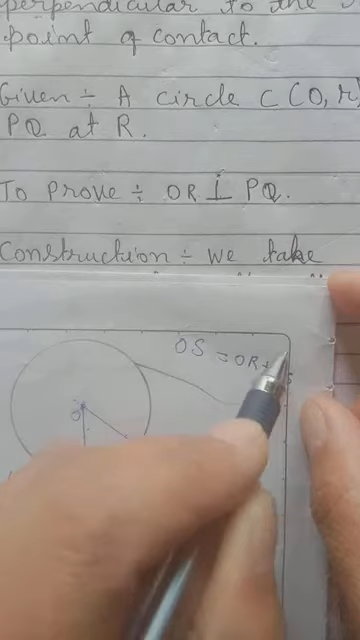 perpendicular to the
point of contact.
Given ÷ A circle C(O, r)
PQ at R.
To Prove ÷ OR ⊥ PQ.
Construction ÷ we take
OS = OR+
O